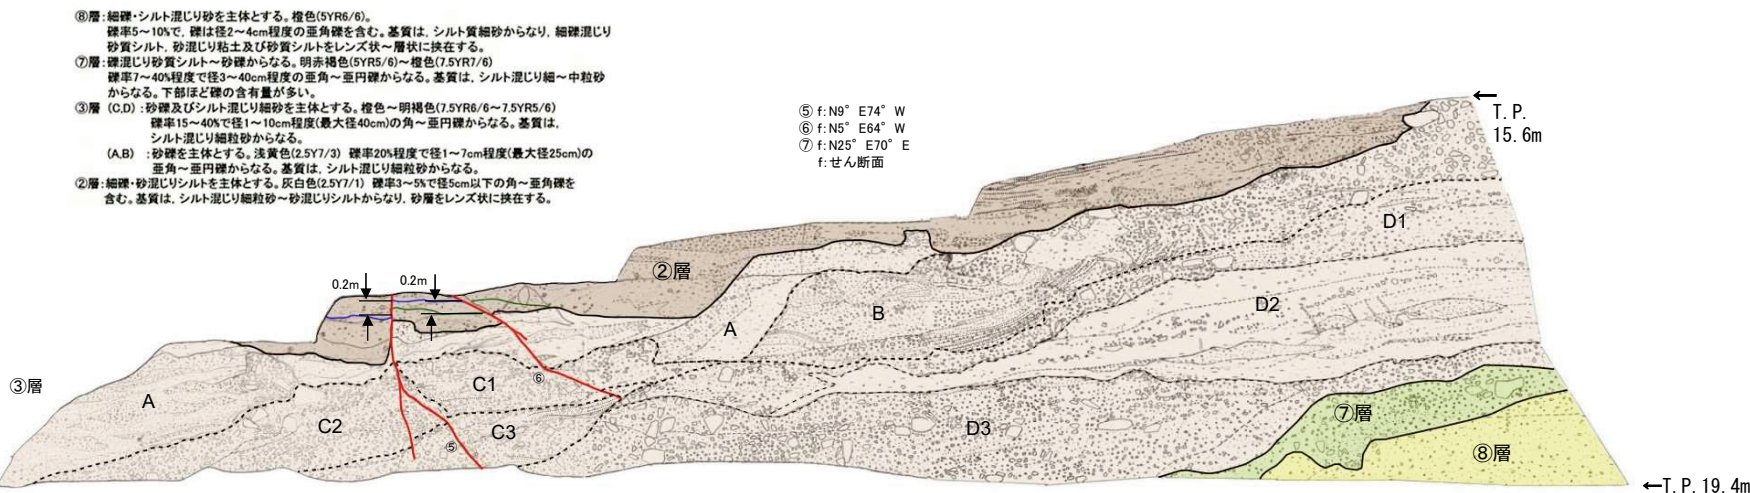 ⑧層:細礫・シルト混じり砂を主体とする。橙色(5YR6/6)。
礫率5～10%で, 礫は径2～4cm程度の亜角礫を含む。基質は, シルト質細砂からなり, 細礫混じり
砂質シルト, 砂混じり粘土及び砂質シルトをレンズ状～層状に挟在する。
⑦層:礫混じり砂質シルト～砂礫からなる。明赤褐色(5YR5/6)～橙色(7.5YR7/6)
礫率7～40%程度で径3～40cm程度の亜角～亜円礫からなる。基質は, シルト混じり細～中粒砂
からなる。下部ほど礫の含有量が多い。
③層 (C,D) :砂礫及びシルト混じり細砂を主体とする。橙色～明褐色(7.5YR6/6～7.5YR5/6)
礫率15～40%で径1～10cm程度(最大径40cm)の角～亜円礫からなる。基質は,
シルト混じり細粒砂からなる。
(A,B) :砂礫を主体とする。浅黄色(2.5Y7/3) 礫率20%程度で径1～7cm程度(最大径25cm)の
亜角～亜円礫からなる。基質は, シルト混じり細粒砂からなる。
②層:細礫・砂混じりシルトを主体とする。灰白色(2.5Y7/1) 礫率3～5%で径5cm以下の角～亜角礫を
含む。基質は, シルト混じり細粒砂～砂混じりシルトからなり, 砂層をレンズ状に挟在する。
⑤ f:N9°E74°W
⑥ f:N5°E64°W
⑦ f:N25°E70°E
f:せん断面
←
T.P.
15.6m
D1
②層
0.2m
0.2m
D2
B
A
③層
A
C1
⑥
C2
C3
⑤
D3
⑦層
⑧層
←T.P.19.4m